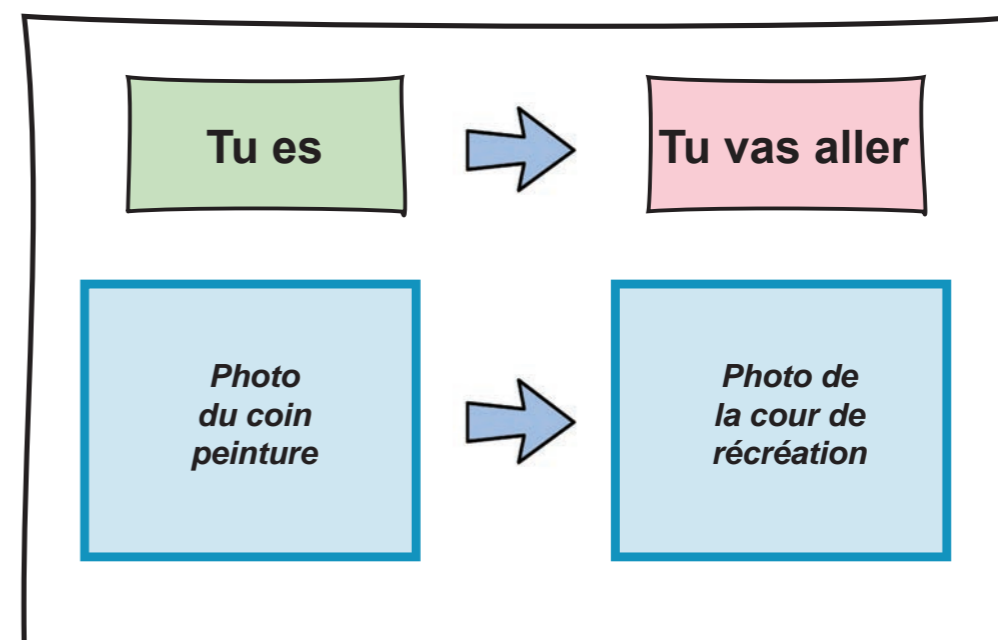 Tu es
Tu vas aller
Photo
du coin
peinture
Photo de
la cour de
récréation